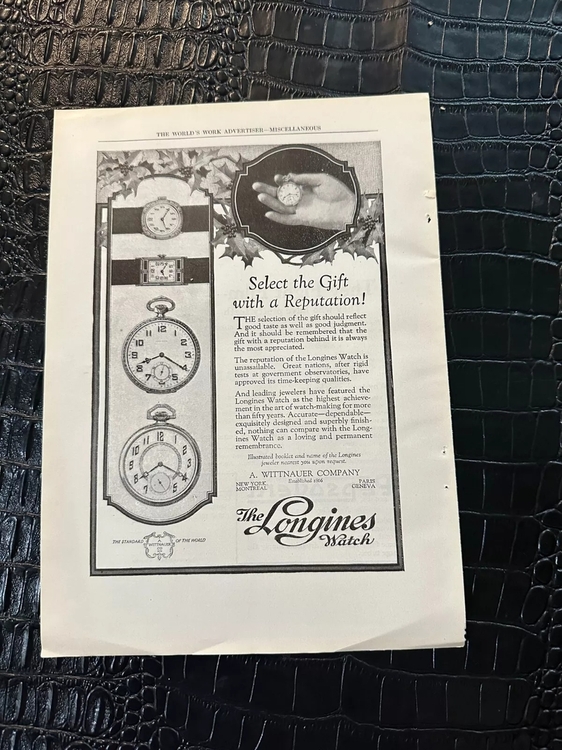 THE WORLD'S WORK ADVERTISER—MISCELLANEOUS
Select the Gift
with a Reputation!
THE selection of the gift should reflect
good taste as well as good judgment.
And it should be remembered that the
gift with a reputation behind it is always
the most appreciated.
The reputation of the Longines Watch is
unassailable. Great nations, after rigid
tests at government observatories, have
approved its time-keeping qualities.
And leading jewelers have featured the
Longines Watch as the highest achieve-
ment in the art of watch-making for more
than fifty years. Accurate—dependable—
exquisitely designed and superbly finish-
ed, nothing can compare with the Long-
ines Watch as a loving and permanent
remembrance.
Illustrated booklet and name of the Longines
jeweler nearest you upon request.
A. WITTNAUER COMPANY
NEW YORK Established 1866 PARIS
MONTREAL GENEVA
The Longines
Watch
THE STANDARD A WITTNAUER CO OF THE WORLD